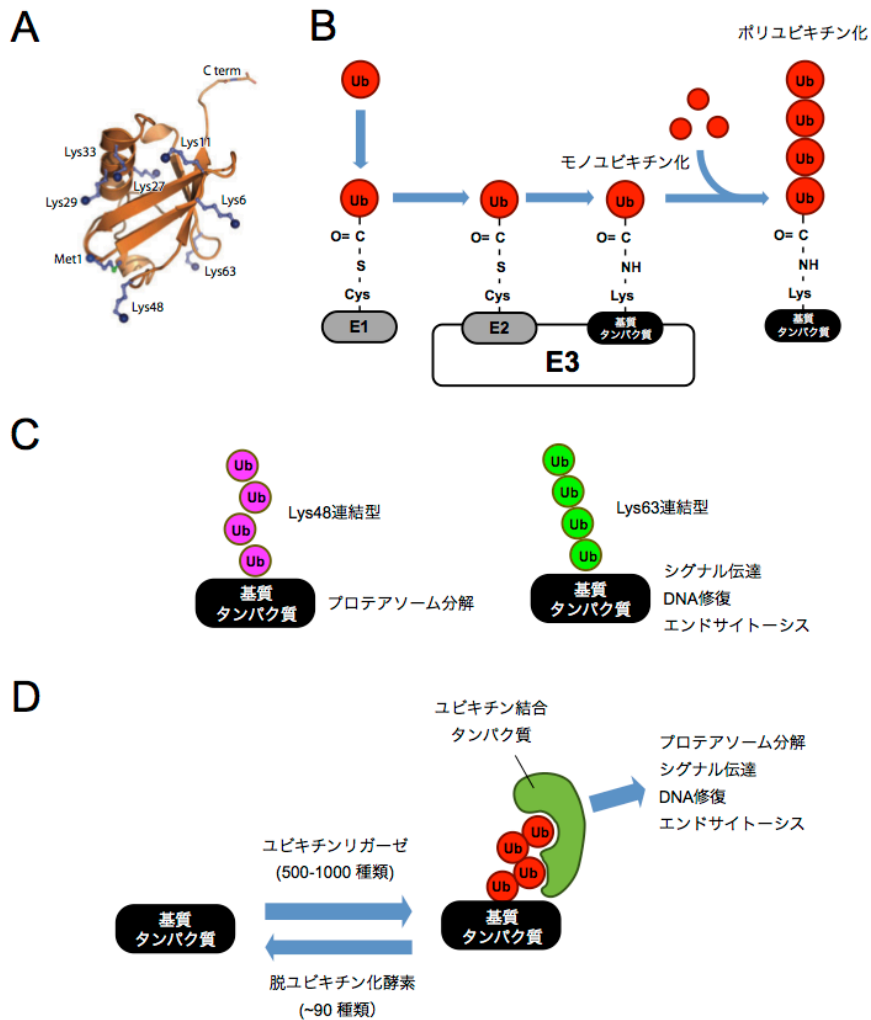 A
C term
Lys33
Lys11
Lys27
Lys29
Lys6
Met1
Lys63
Lys48
B
ポリユビキチン化
Ub
Ub
Ub
Ub
モノユビキチン化
Ub
Ub
Ub
Ub
O= C
O= C
O= C
O= C
S
S
NH
NH
Cys
Cys
Lys
Lys
E1
E2
基質
タンパク質
基質
タンパク質
E3
C
Ub
Ub
Ub
Ub
Lys48連結型
基質
タンパク質
プロテアソーム分解
Ub
Ub
Ub
Ub
Lys63連結型
基質
タンパク質
シグナル伝達
DNA修復
エンドサイトーシス
D
ユビキチン結合
タンパク質
プロテアソーム分解
シグナル伝達
DNA修復
エンドサイトーシス
Ub
Ub
Ub
Ub
ユビキチンリガーゼ
(500-1000 種類)
基質
タンパク質
基質
タンパク質
脱ユビキチン化酵素
(~90 種類)